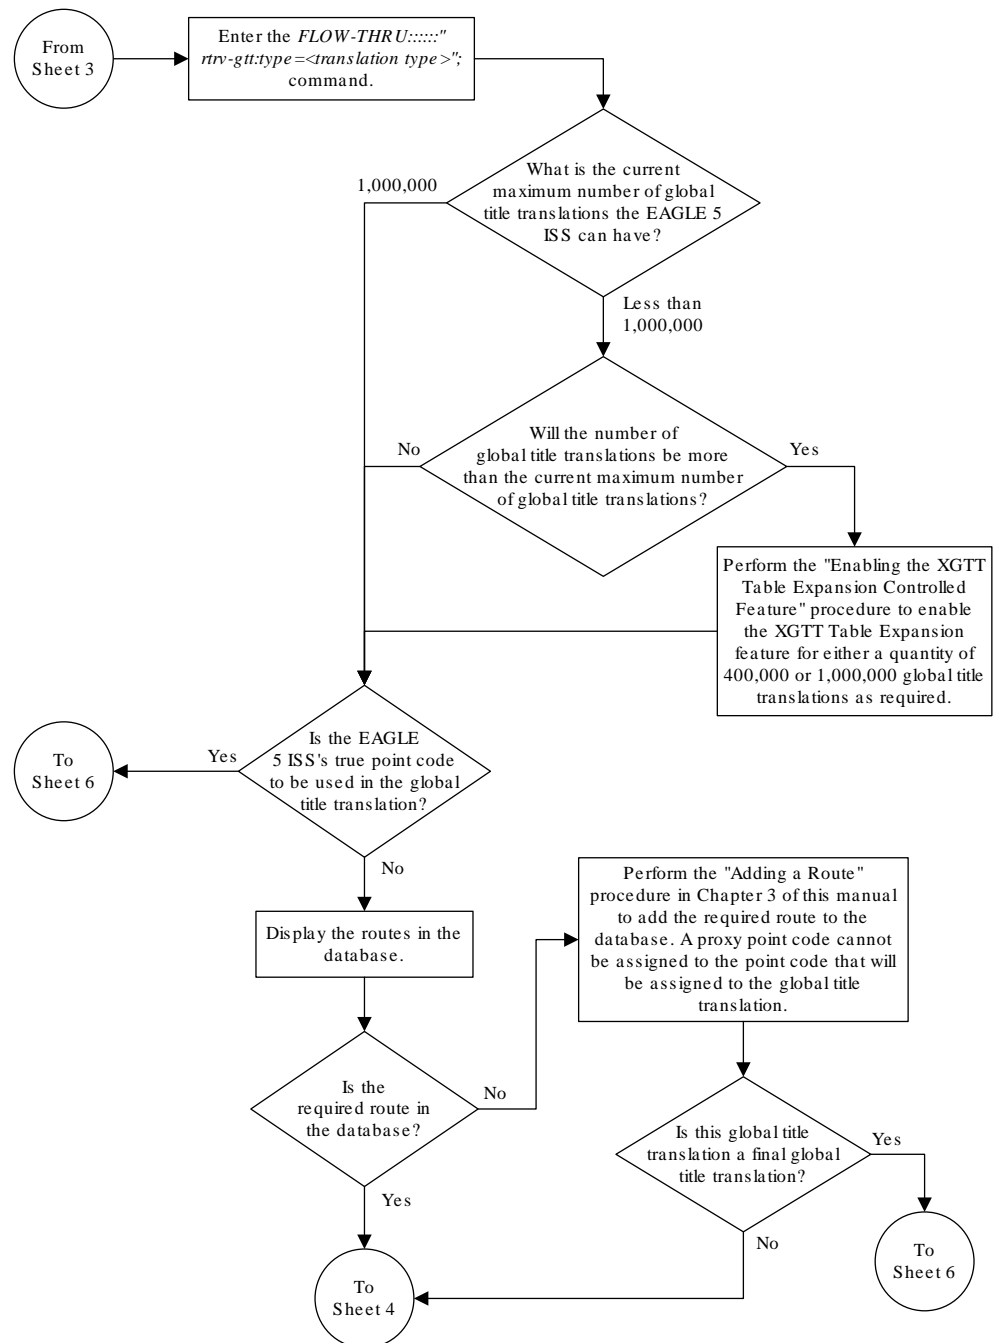 From
Sheet 3
Enter the FLOW-THRU::::::"
rtrv-gtt:type=<translation type>";
command.
What is the current
maximum number of global
title translations the EAGLE 5
ISS can have?
1,000,000
Less than
1,000,000
Will the number of
global title translations be more
than the current maximum number
of global title translations?
No
Yes
Perform the "Enabling the XGTT
Table Expansion Controlled
Feature" procedure to enable
the XGTT Table Expansion
feature for either a quantity of
400,000 or 1,000,000 global title
translations as required.
Is the EAGLE
5 ISS's true point code
to be used in the global
title translation?
Yes
To
Sheet 6
No
Display the routes in the
database.
Is the
required route in
the database?
No
Yes
Perform the "Adding a Route"
procedure in Chapter 3 of this manual
to add the required route to the
database. A proxy point code cannot
be assigned to the point code that will
be assigned to the global title
translation.
Is this global title
translation a final global
title translation?
Yes
No
To
Sheet 6
To
Sheet 4